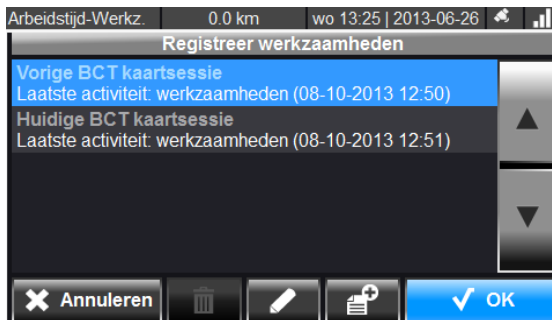 Arbeidstijd-Werkz. 0.0 km wo 13:25 | 2013-06-26
Registreer werkzaamheden
Vorige BCT kaartsessie
Laatste activiteit: werkzaamheden (08-10-2013 12:50)
Huidige BCT kaartsessie
Laatste activiteit: werkzaamheden (08-10-2013 12:51)
Annuleren OK